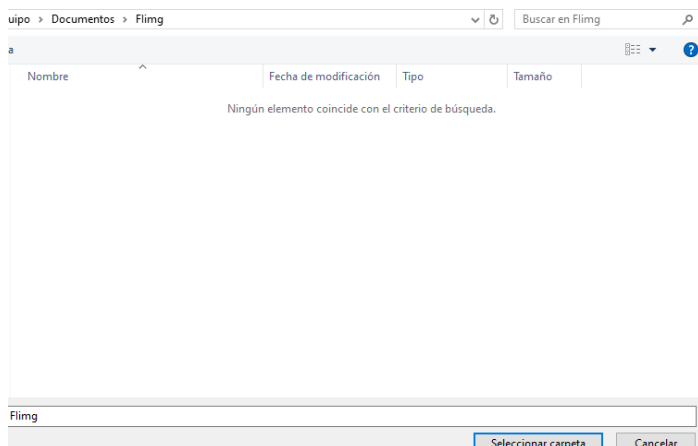 uipo > Documentos > Flimg
Buscar en Flimg
a
Nombre Fecha de modificación Tipo Tamaño
Ningún elemento coincide con el criterio de búsqueda.
Flimg
Seleccionar carpeta Cancelar